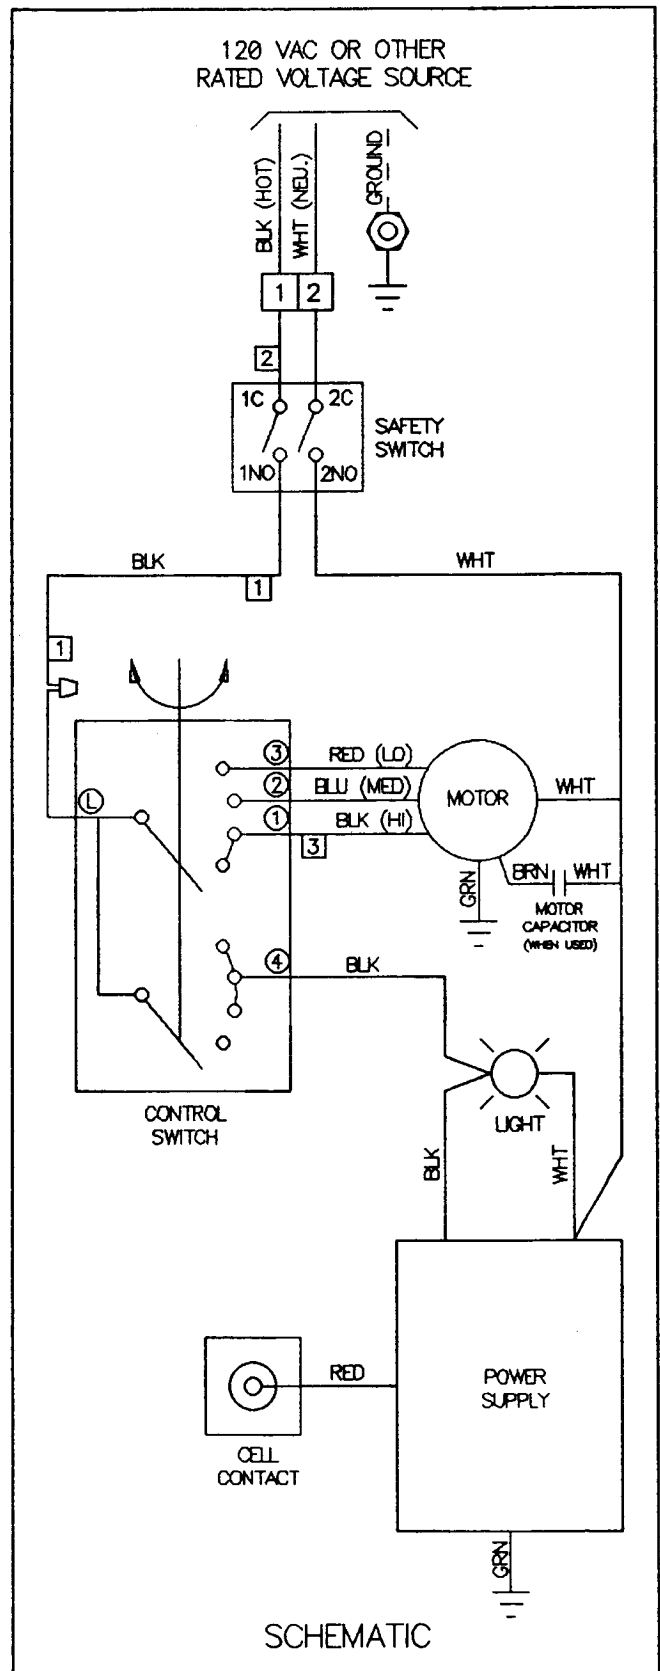 120 VAC OR OTHER
RATED VOLTAGE SOURCE
BLK (HOT)
WHT (NEU.)
GROUND
1 2
2
1C 2C
SAFETY
SWITCH
1NO 2NO
BLK
WHT
1
1
3 RED (LO)
2 BLU (MED)
L
1 BLK (HI)
3
MOTOR
WHT
GRN
BRN WHT
MOTOR
CAPACITOR
(WHEN USED)
4 BLK
CONTROL
SWITCH
LIGHT
BLK
WHT
POWER
SUPPLY
RED
CELL
CONTACT
GRN
SCHEMATIC